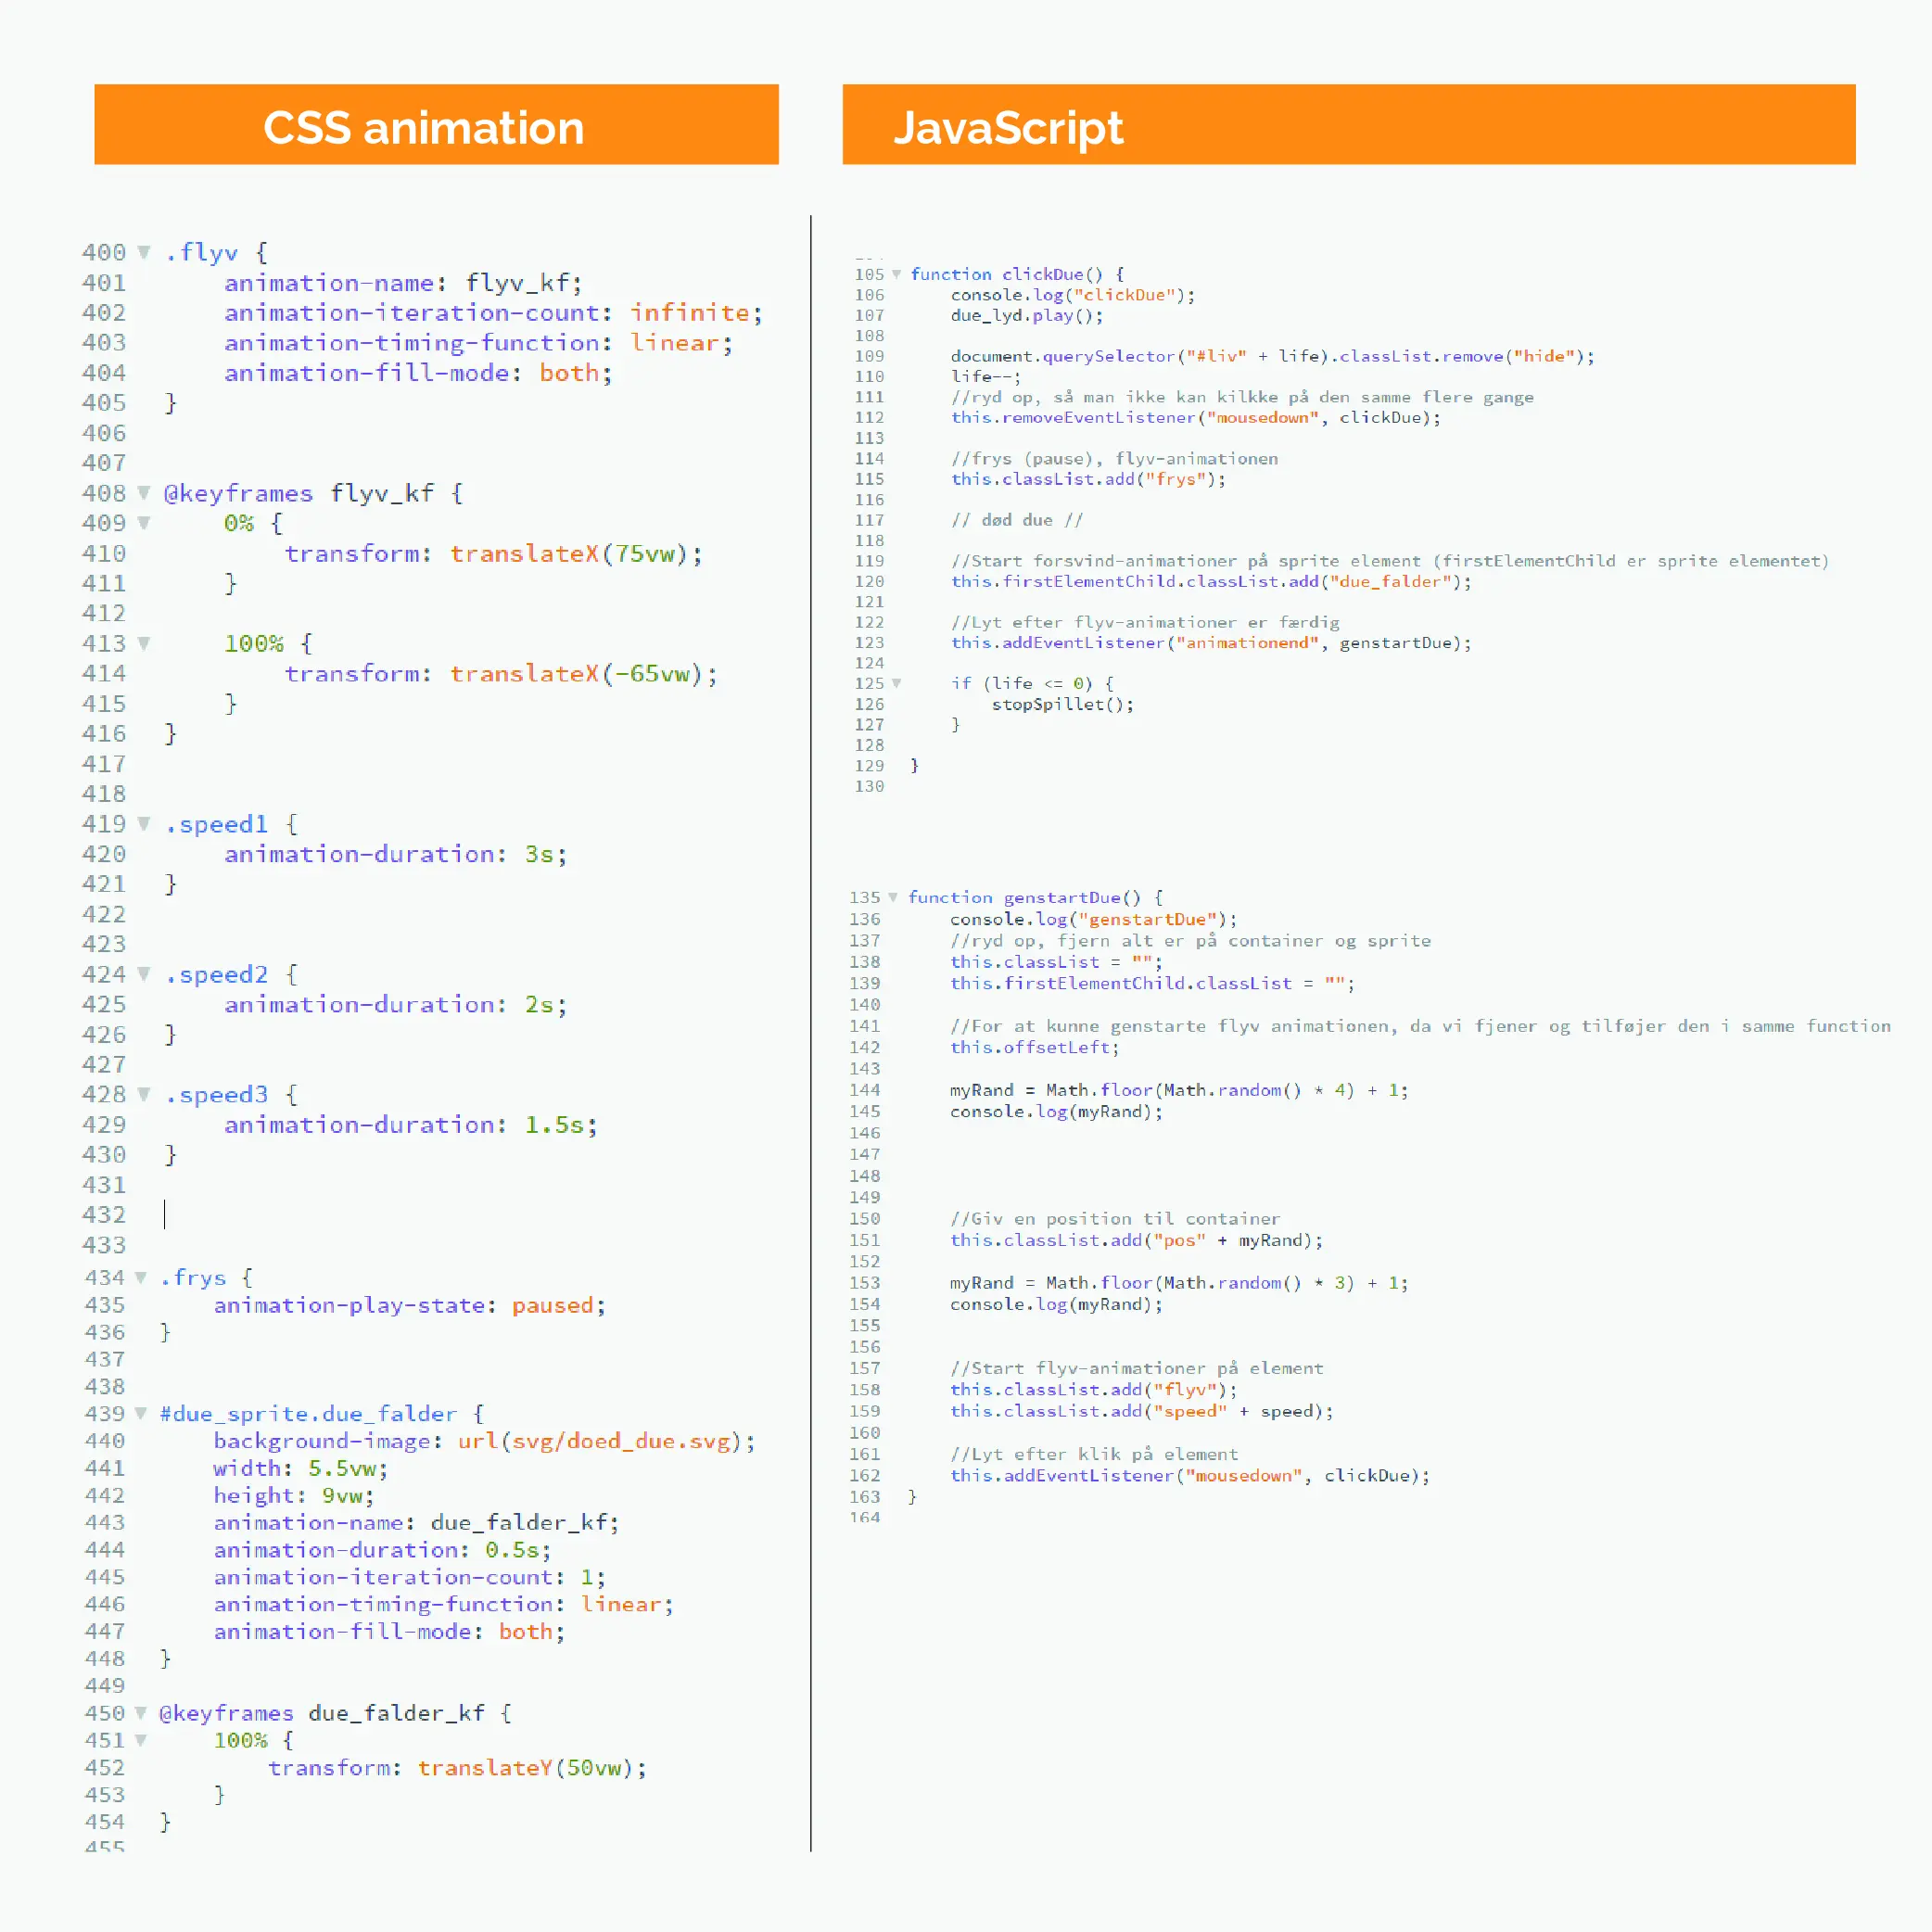 CSS animation
400 .flyv {
401 animation-name: flyv_kf;
402 animation-iteration-count: infinite;
403 animation-timing-function: linear;
404 animation-fill-mode: both;
405 }
406
407
408 @keyframes flyv_kf {
409 0% {
410 transform: translateX(75vw);
411 }
412
413 100% {
414 transform: translateX(-65vw);
415 }
416 }
417
418
419 .speed1 {
420 animation-duration: 3s;
421 }
422
423
424 .speed2 {
425 animation-duration: 2s;
426 }
427
428 .speed3 {
429 animation-duration: 1.5s;
430 }
431
432
433
434 .frys {
435 animation-play-state: paused;
436 }
437
438
439 #due_sprite.due_falder {
440 background-image: url(svg/doed_due.svg);
441 width: 5.5vw;
442 height: 9vw;
443 animation-name: due_falder_kf;
444 animation-duration: 0.5s;
445 animation-iteration-count: 1;
446 animation-timing-function: linear;
447 animation-fill-mode: both;
448 }
449
450 @keyframes due_falder_kf {
451 100% {
452 transform: translateY(50vw);
453 }
454 }
455
JavaScript
105 function clickDue() {
106 console.log("clickDue");
107 due_lyd.play();
108
109 document.querySelector("#liv" + life).classList.remove("hide");
110 life--;
111 //ryd op, så man ikke kan kilkke på den samme flere gange
112 this.removeEventListener("mousedown", clickDue);
113
114 //frys (pause), flyv-animationen
115 this.classList.add("frys");
116
117 // død due //
118
119 //Start forsvind-animationer på sprite element (firstElementChild er sprite elementet)
120 this.firstElementChild.classList.add("due_falder");
121
122 //Lyt efter flyv-animationer er færdig
123 this.addEventListener("animationend", genstartDue);
124
125 if (life <= 0) {
126 stopSpillet();
127 }
128
129 }
130
135 function genstartDue() {
136 console.log("genstartDue");
137 //ryd op, fjern alt er på container og sprite
138 this.classList = "";
139 this.firstElementChild.classList = "";
140
141 //For at kunne genstarte flyv animationen, da vi fjener og tilføjer den i samme function
142 this.offsetLeft;
143
144 myRand = Math.floor(Math.random() * 4) + 1;
145 console.log(myRand);
146
147
148
149
150 //Giv en position til container
151 this.classList.add("pos" + myRand);
152
153 myRand = Math.floor(Math.random() * 3) + 1;
154 console.log(myRand);
155
156
157 //Start flyv-animationer på element
158 this.classList.add("flyv");
159 this.classList.add("speed" + speed);
160
161 //Lyt efter klik på element
162 this.addEventListener("mousedown", clickDue);
163 }
164